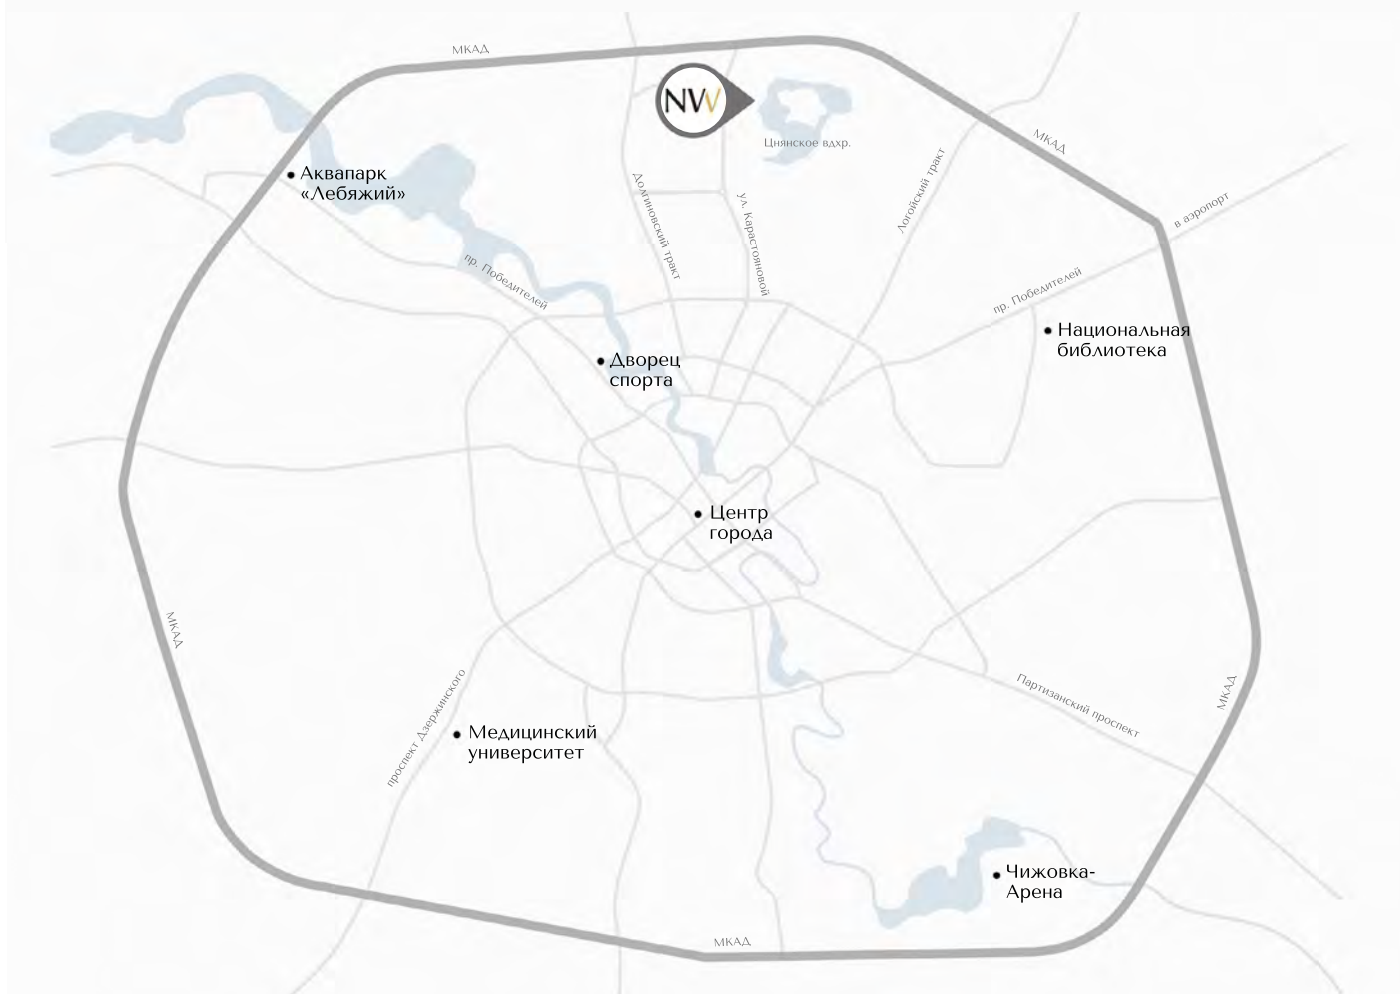 МКАД
NW
Цнянское вдхр.
МКАД
Аквапарк
«Лебяжий»
Долгиновский тракт
ул. Карастояновой
Логойский тракт
в аэропорт
пр. Победителей
пр. Победителей
Национальная
библиотека
Дворец
спорта
Центр
города
МКАД
проспект Дзержинского
Медицинский
университет
Партизанский проспект
МКАД
Чижовка-
Арена
МКАД